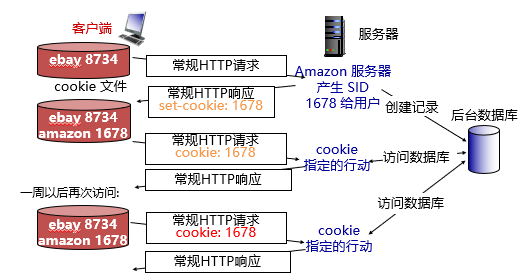 客户端
服务器
ebay 8734
常规HTTP请求
cookie 文件
Amazon 服务器
产生 SID
1678 给用户
常规HTTP响应
set-cookie: 1678
创建记录
后台数据库
ebay 8734
amazon 1678
常规HTTP请求
cookie: 1678
cookie
指定的行动
访问数据库
常规HTTP响应
一周以后再次访问:
访问数据库
ebay 8734
amazon 1678
常规HTTP请求
cookie: 1678
cookie
指定的行动
常规HTTP响应